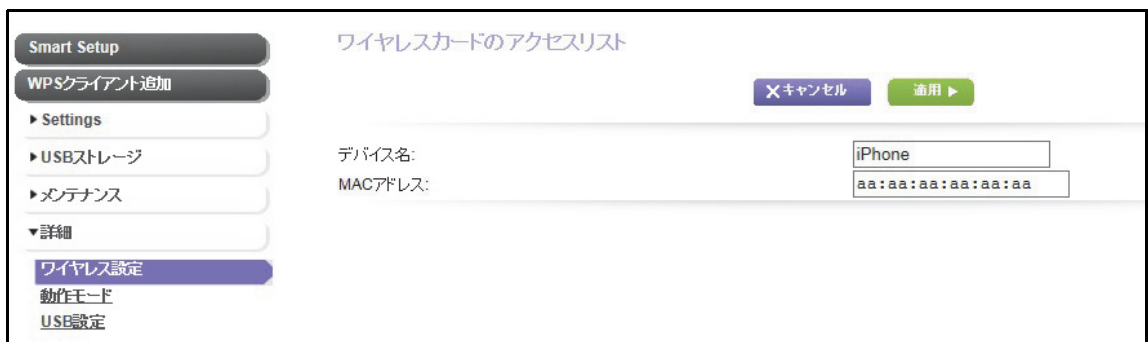 Smart Setup
WPSクライアント追加
▶ Settings
▶ USBストレージ
▶ メンテナンス
▼ 詳細
ワイヤレス設定
動作モード
USB設定
ワイヤレスカードのアクセスリスト
Xキャンセル
適用 ▶
デバイス名:
iPhone
MACアドレス:
aa:aa:aa:aa:aa:aa